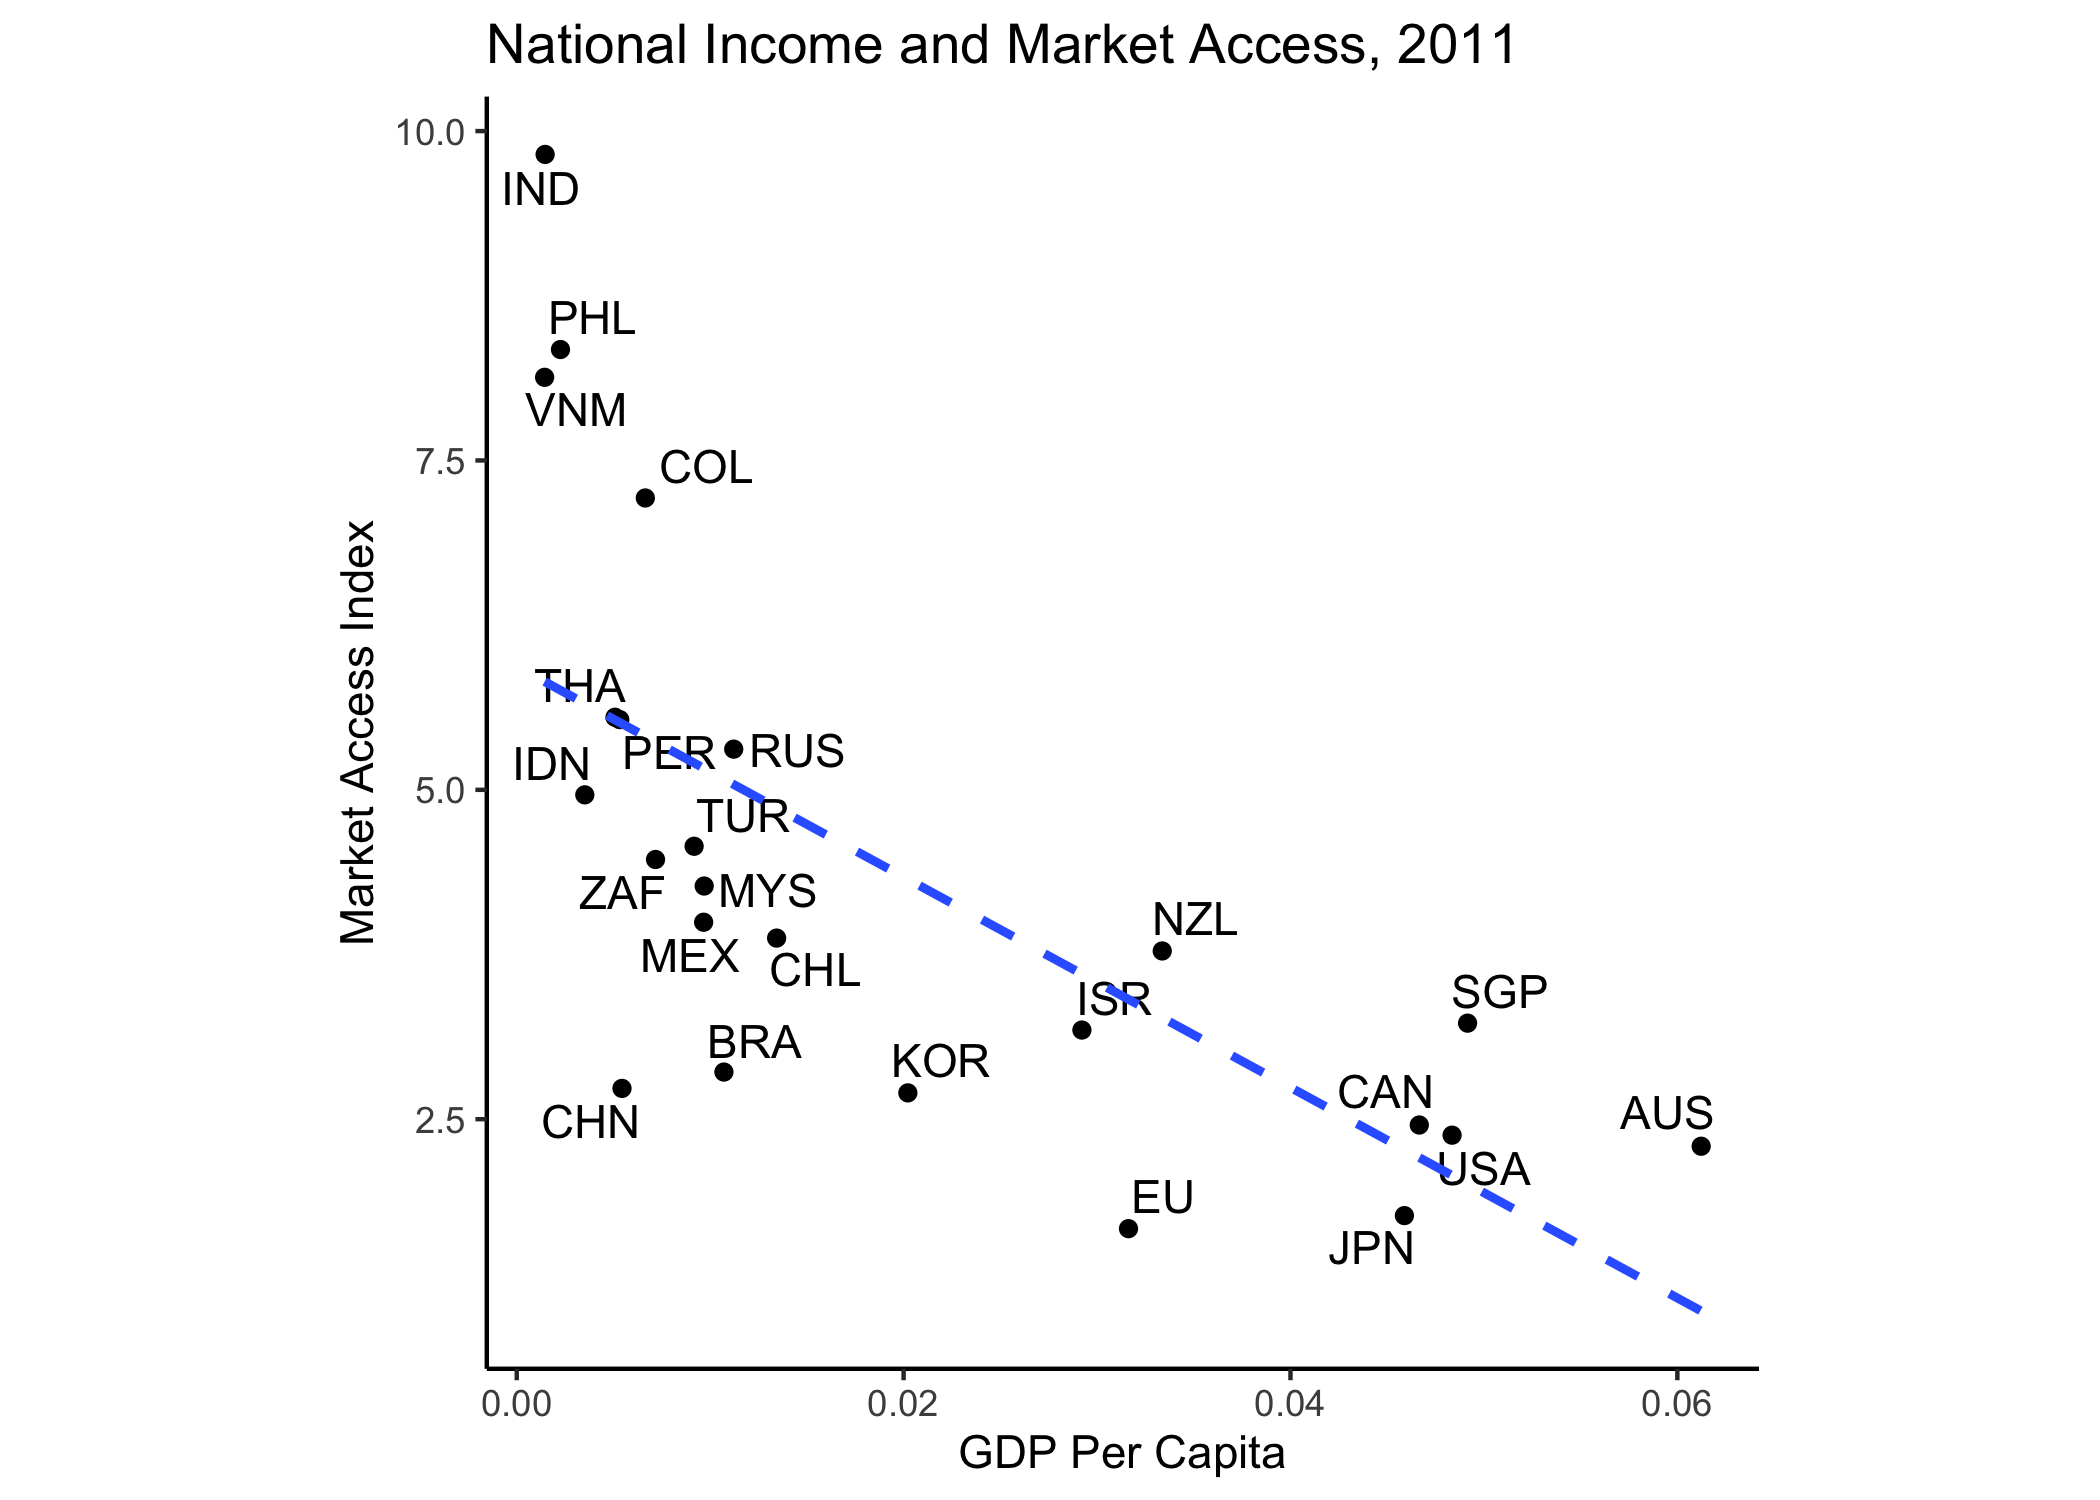 National Income and Market Access, 2011
10.0
IND
PHL
VNM
7.5
COL
Market Access Index
THA
PER
RUS
IDN
5.0
TUR
ZAF
MYS
MEX
CHL
NZL
ISR
SGP
BRA
KOR
CAN
CHN
2.5
AUS
USA
EU
JPN
0.00
0.02
0.04
0.06
GDP Per Capita